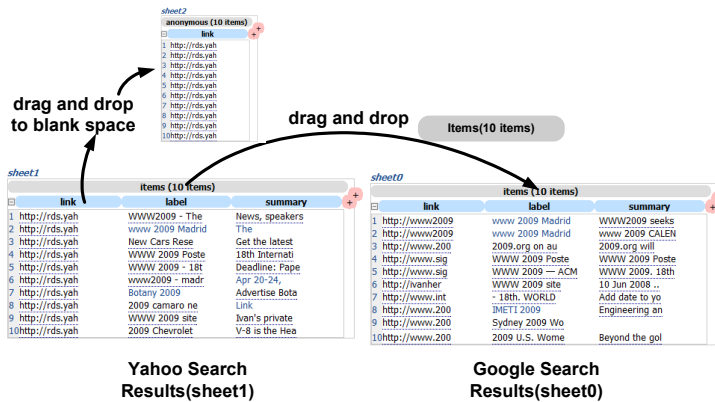 sheet2
anonymous (10 items)
link
1 http://rds.yah
2 http://rds.yah
3 http://rds.yah
4 http://rds.yah
5 http://rds.yah
6 http://rds.yah
7 http://rds.yah
8 http://rds.yah
9 http://rds.yah
10http://rds.yah
drag and drop
to blank space
drag and drop
Items(10 items)
sheet1
items (10 items)
link label summary
1 http://rds.yah WWW2009 - The News, speakers
2 http://rds.yah www 2009 Madrid The
3 http://rds.yah New Cars Rese Get the latest
4 http://rds.yah WWW 2009 Poste 18th Internati
5 http://rds.yah WWW 2009 - 18t Deadline: Pape
6 http://rds.yah www2009 - madr Apr 20-24,
7 http://rds.yah Botany 2009 Advertise Bota
8 http://rds.yah 2009 camaro ne Link
9 http://rds.yah WWW 2009 site Ivan's private
10http://rds.yah 2009 Chevrolet V-8 is the Hea
Yahoo Search
Results(sheet1)
sheet0
items (10 items)
link label summary
1 http://www2009 www 2009 Madrid WWW2009 seeks
2 http://www2009 www 2009 Madrid www 2009 CALEN
3 http://www.200 2009.org on au 2009.org will
4 http://www.sig WWW 2009 Poste WWW 2009 Poste
5 http://www.sig WWW 2009 — ACM WWW 2009. 18th
6 http://ivanher WWW 2009 site 10 Jun 2008 ..
7 http://www.int - 18th. WORLD Add date to yo
8 http://www.200 IMETI 2009 Engineering an
9 http://www.200 Sydney 2009 Wo
10http://www.200 2009 U.S. Wome Beyond the gol
Google Search
Results(sheet0)